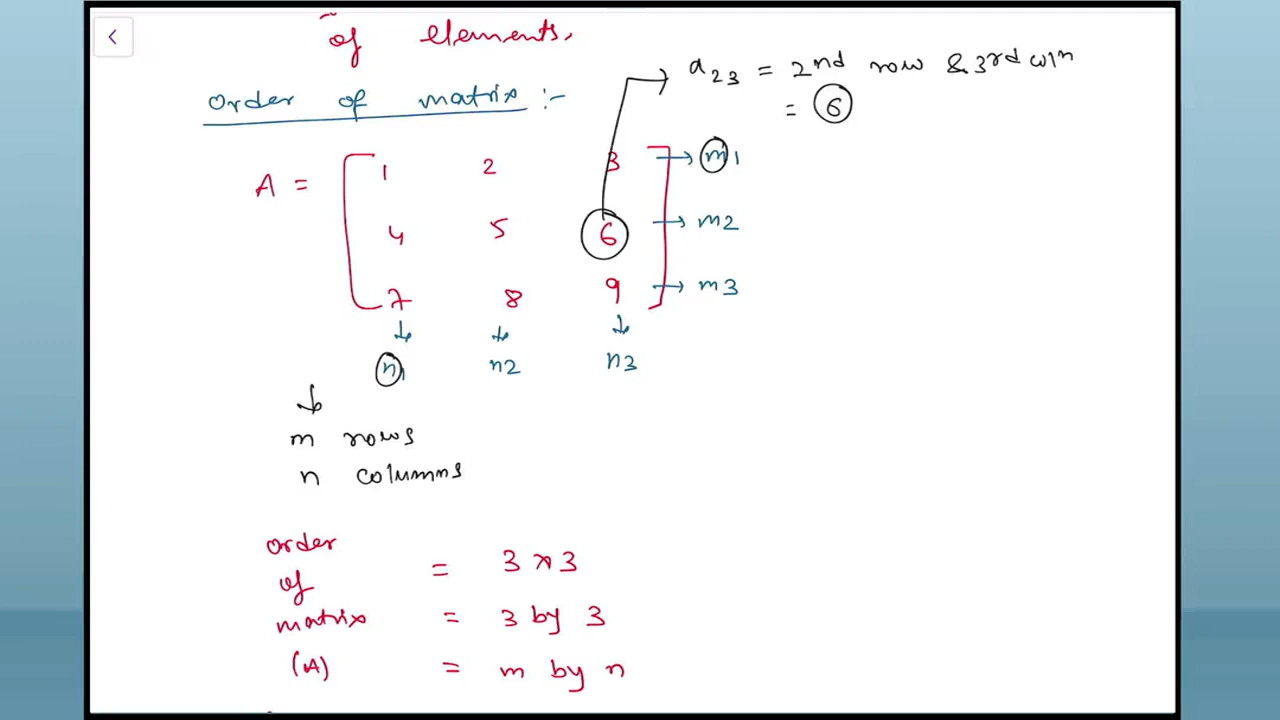 of elements.
a23 = 2nd row & 3rd
= 6
Order of matrix :-
A = [ 1 2 3 ] → m1
4 5 6 → m2
7 8 9 → m3
n1 n2 n3
m rows
n columns
order
of = 3 x 3
matrix = 3 by 3
(A) = m by n